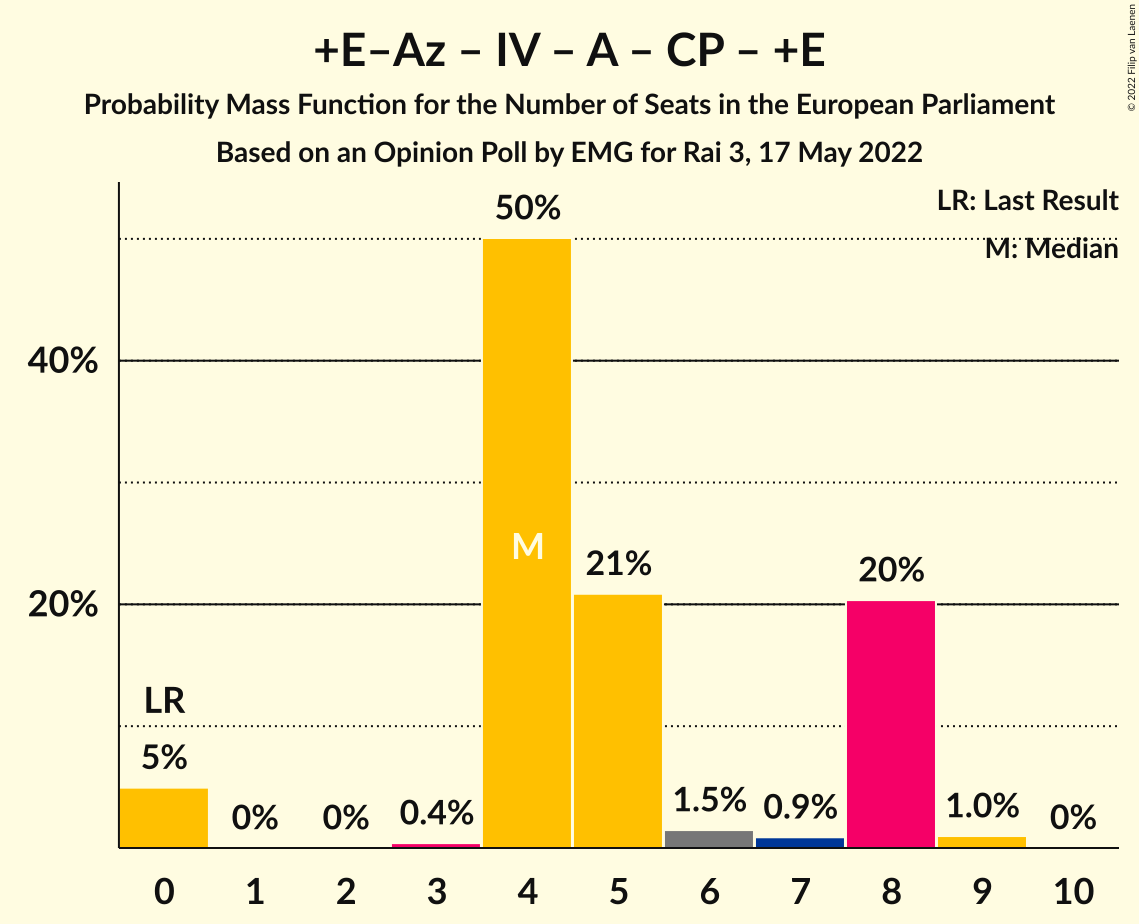 +E–Az – IV – A – CP – +E
Probability Mass Function for the Number of Seats in the European Parliament
Based on an Opinion Poll by EMG for Rai 3, 17 May 2022
© 2022 Filip van Laenen
LR: Last Result
M: Median
50%
40%
M
21%
20%
20%
LR
5%
0%
0%
0.4%
1.5%
0.9%
1.0%
0%
0 1 2 3 4 5 6 7 8 9 10